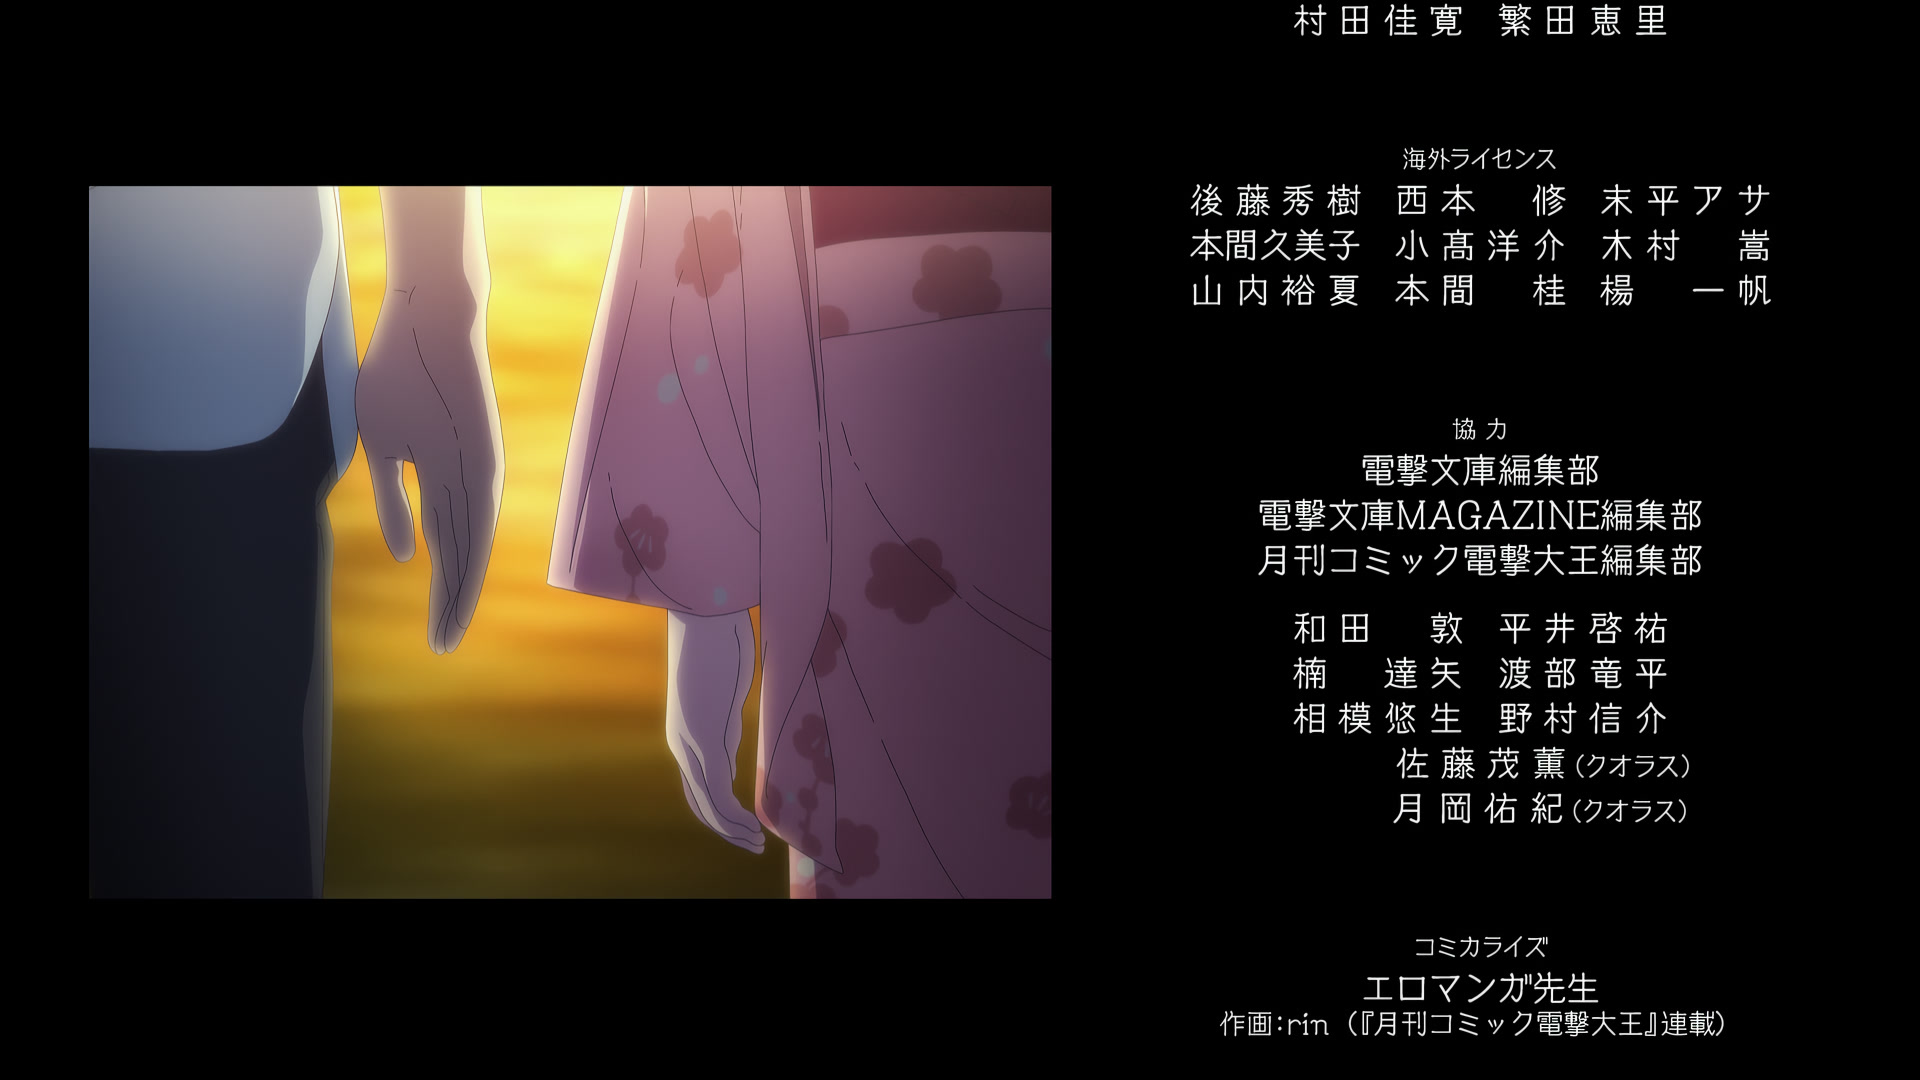 村田佳寛　繁田恵里
海外ライセンス
後藤秀樹　西本　修　末平アサ
本間久美子　小髙洋介　木村　嵩
山内裕夏　本間　桂　楊　一帆
協力
電撃文庫編集部
電撃文庫MAGAZINE編集部
月刊コミック電撃大王編集部
和田　敦　平井啓祐
楠　達矢　渡部竜平
相模悠生　野村信介
佐藤茂薫(クオラス)
月岡佑紀(クオラス)
コミカライズ
エロマンガ先生
作画:rin (『月刊コミック電撃大王』連載)